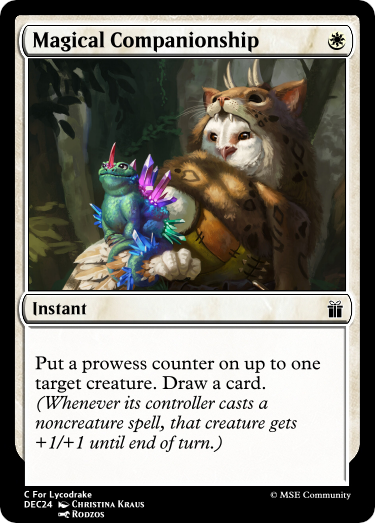 Magical Companionship
Instant
Put a prowess counter on up to one
target creature. Draw a card.
(Whenever its controller casts a
noncreature spell, that creature gets
+1/+1 until end of turn.)
C For Lycodrake
DEC24 Christina Kraus
Rodzos
© MSE Community